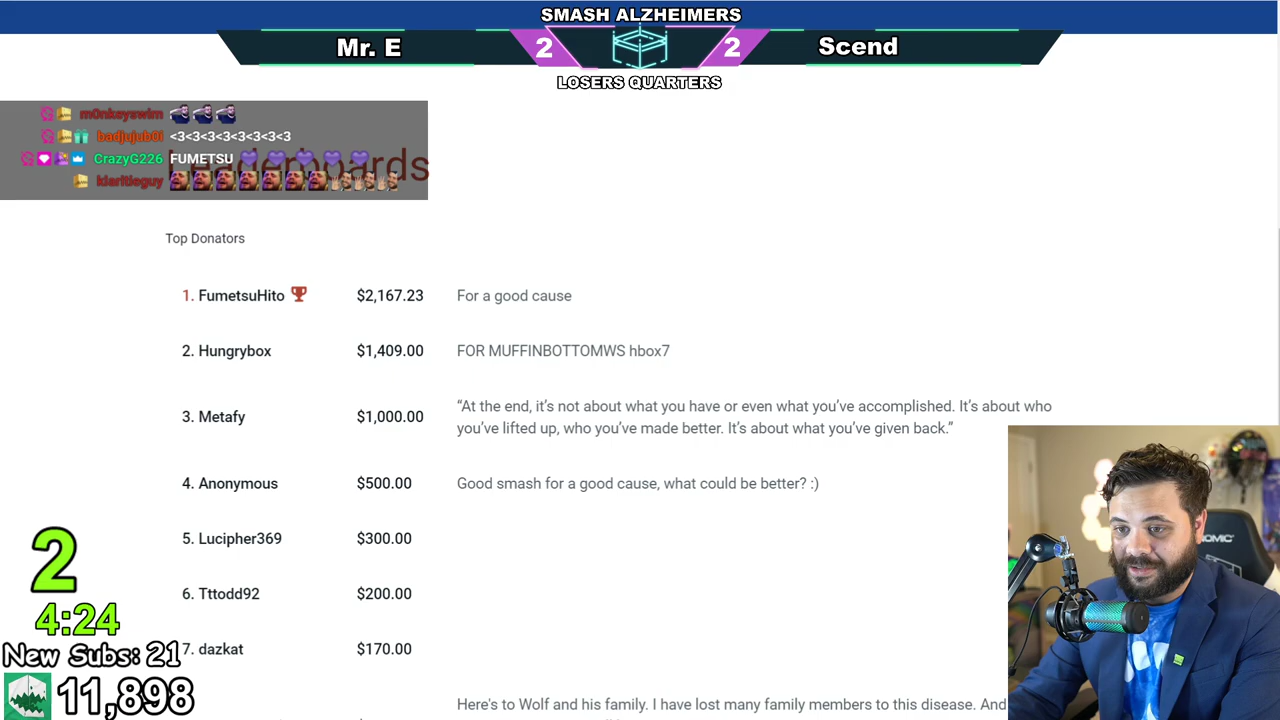 SMASH ALZHEIMERS
Mr. E 2 2 Scend
LOSERS QUARTERS
m0nkeyswim
badjujub0i <3<3<3<3<3<3<3<3
CrazyG226 FUMETSU
klaritieguy
Leaderboards
Top Donators
1. FumetsuHito $2,167.23 For a good cause
2. Hungrybox $1,409.00 FOR MUFFINBOTTOMWS hbox7
3. Metafy $1,000.00 “At the end, it’s not about what you have or even what you’ve accomplished. It’s about who
you’ve lifted up, who you’ve made better. It’s about what you’ve given back.”
4. Anonymous $500.00 Good smash for a good cause, what could be better? :)
5. Lucipher369 $300.00
6. Tttodd92 $200.00
7. dazkat $170.00
Here's to Wolf and his family. I have lost many family members to this disease. And
2
4:24
New Subs: 21
11,898